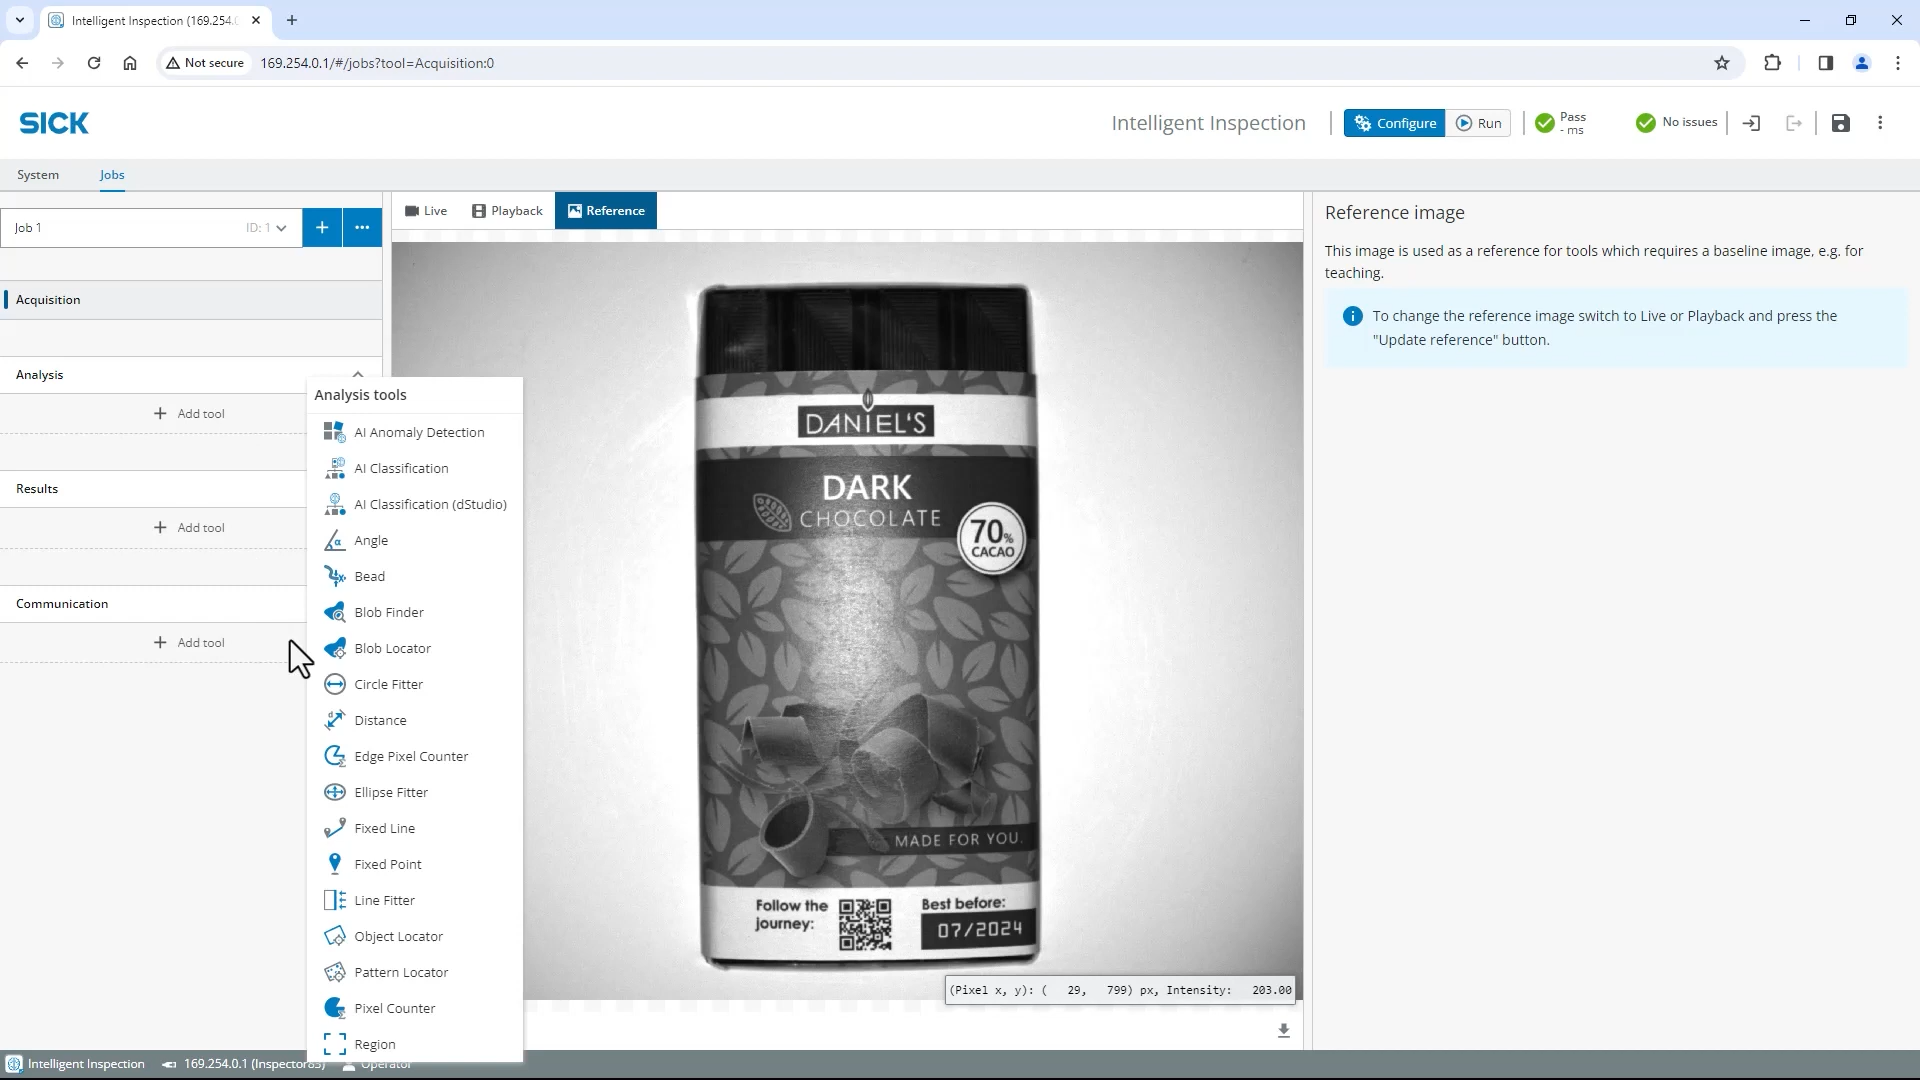 Intelligent Inspection (169.254.0
Not secure
169.254.0.1/#/jobs?tool=Acquisition:0
SICK
Intelligent Inspection
Configure
Run
Pass
- ms
No issues
System
Jobs
Job 1
ID: 1
Live
Playback
Reference
Reference image
This image is used as a reference for tools which requires a baseline image, e.g. for
teaching.
To change the reference image switch to Live or Playback and press the
"Update reference" button.
Acquisition
Analysis
Add tool
Results
Add tool
Communication
Add tool
Analysis tools
AI Anomaly Detection
AI Classification
AI Classification (dStudio)
Angle
Bead
Blob Finder
Blob Locator
Circle Fitter
Distance
Edge Pixel Counter
Ellipse Fitter
Fixed Line
Fixed Point
Line Fitter
Object Locator
Pattern Locator
Pixel Counter
Region
DANIEL'S
DARK
CHOCOLATE
70%
CACAO
MADE FOR YOU.
Follow the
journey:
Best before:
07/2024
(Pixel x, y): ( 29, 799) px, Intensity: 203.00
Intelligent Inspection
169.254.0.1 (Inspector83)
Operator